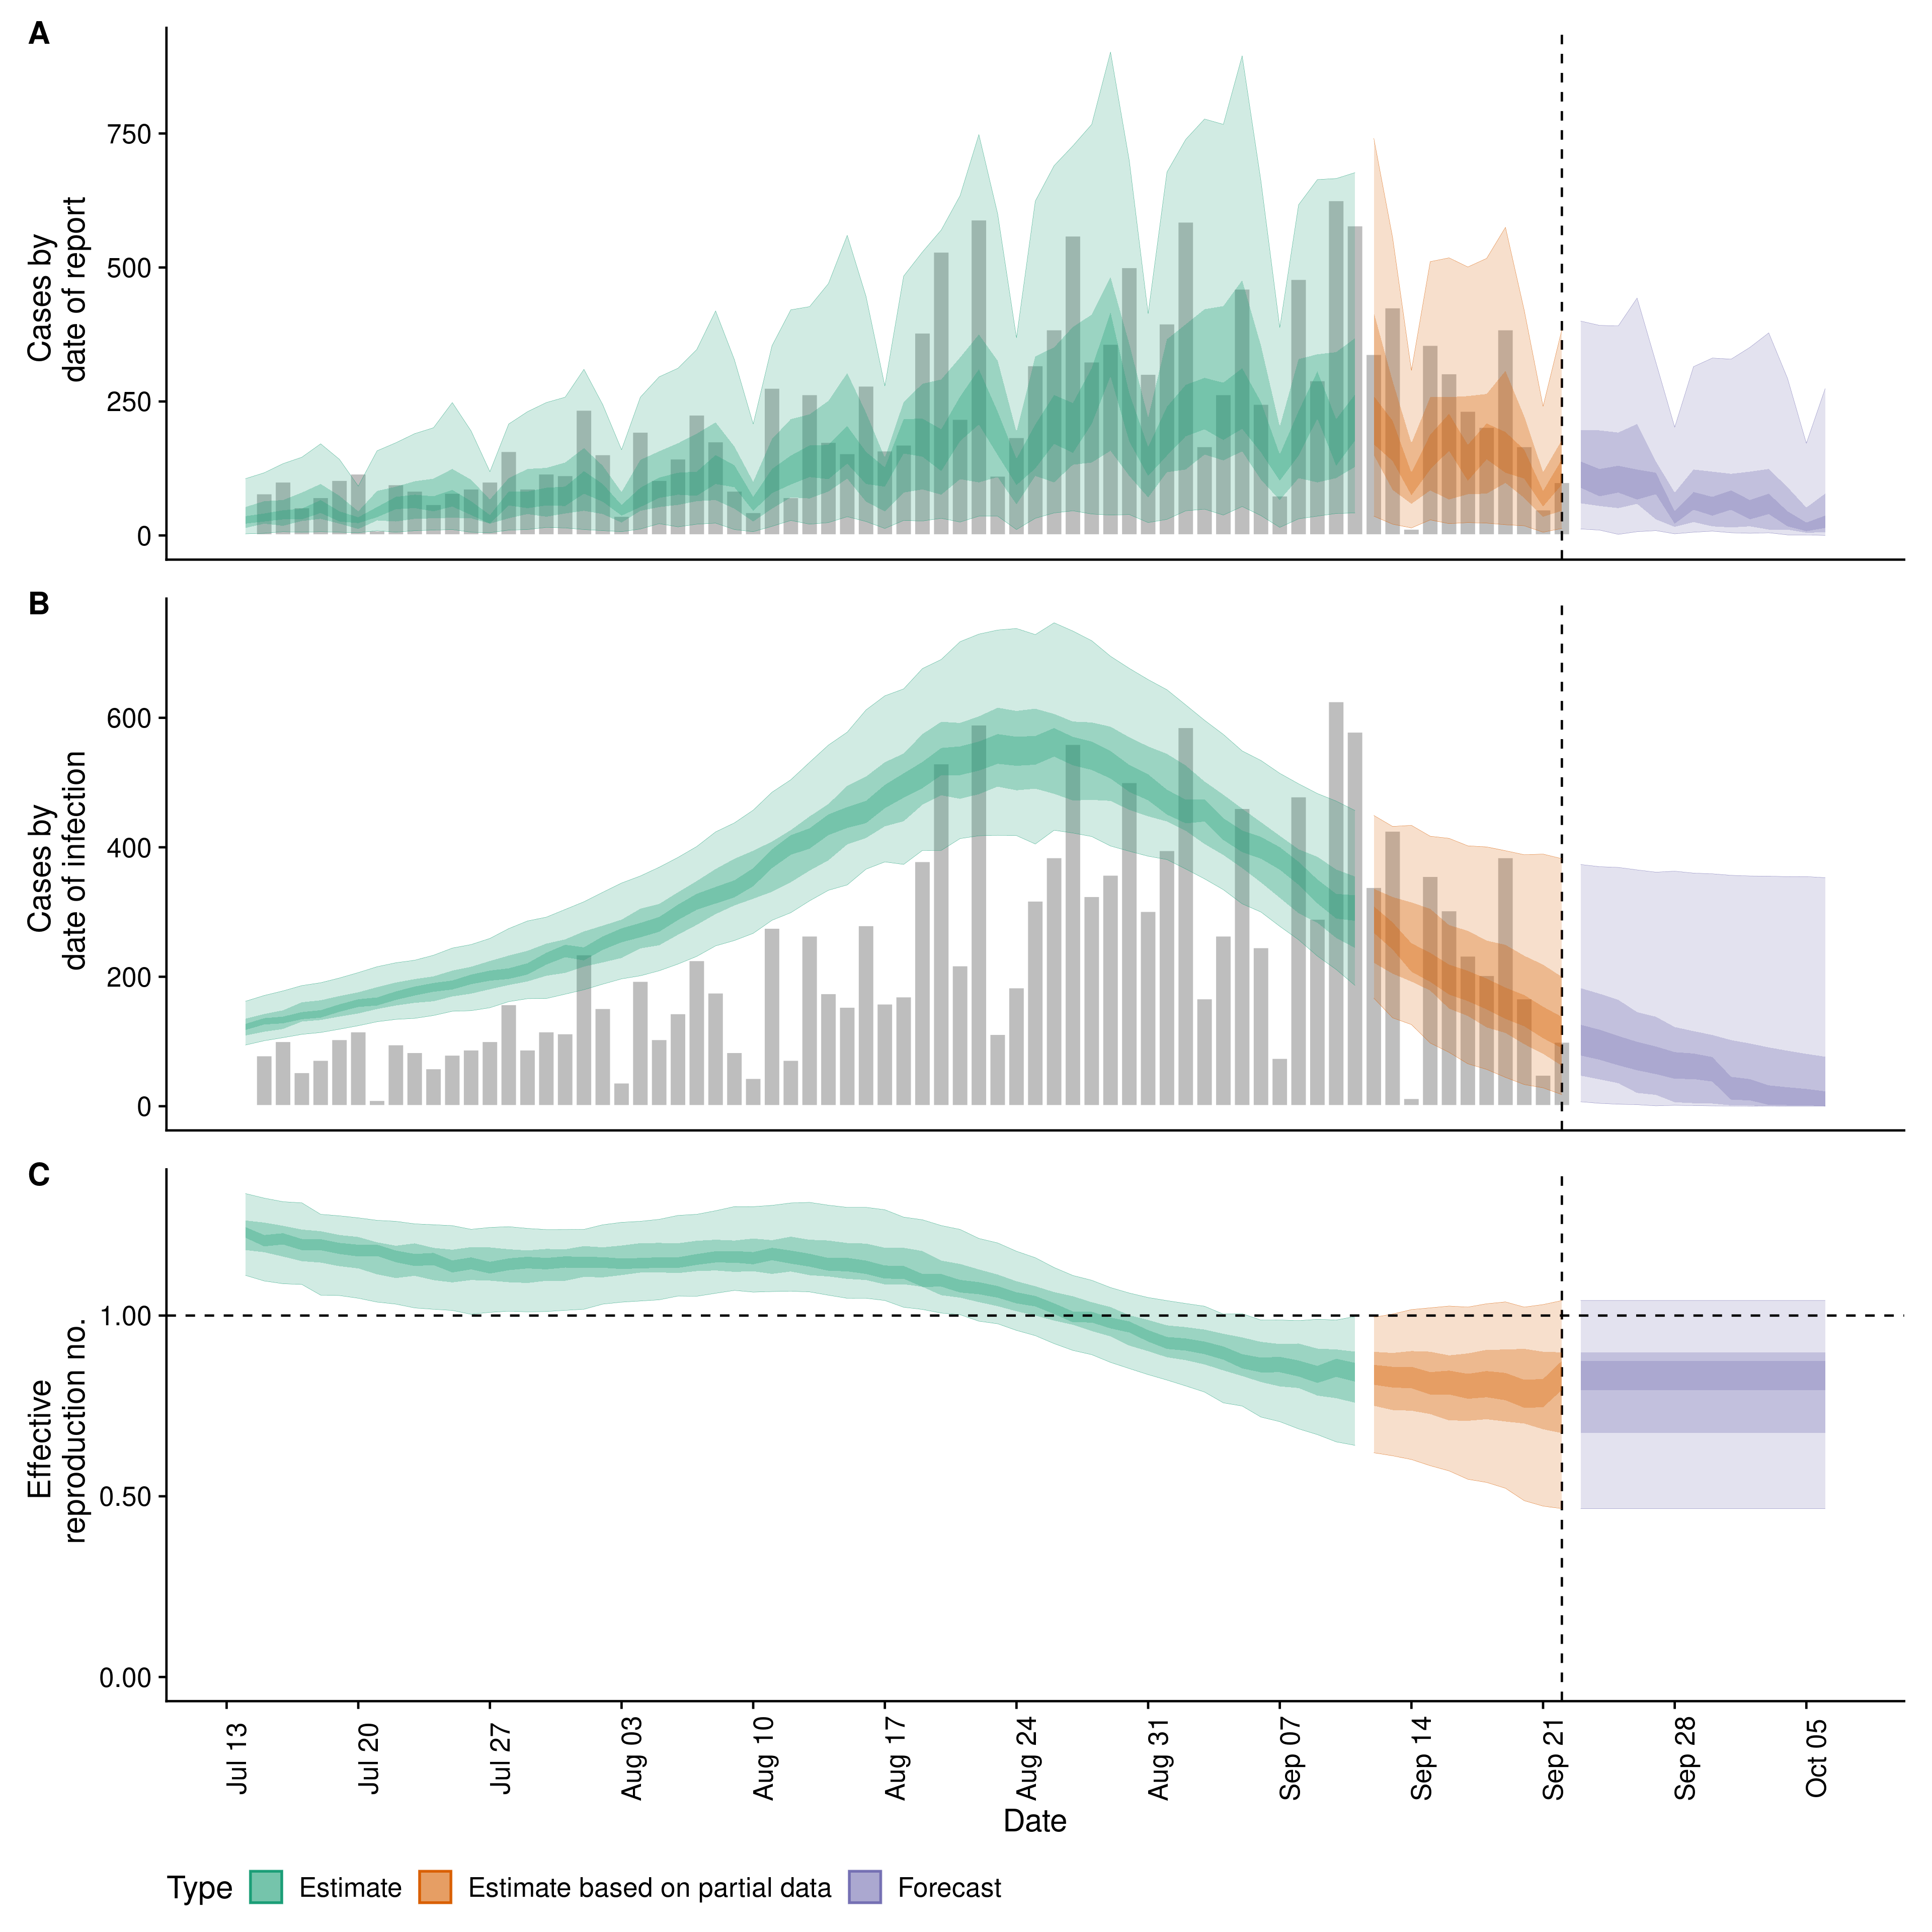 A
Cases by
date of report
750
500
250
0
B
Cases by
date of infection
600
400
200
0
C
Effective
reproduction no.
1.00
0.50
0.00
Jul 13
Jul 20
Jul 27
Aug 03
Aug 10
Aug 17
Aug 24
Aug 31
Sep 07
Sep 14
Sep 21
Sep 28
Oct 05
Date
Type Estimate Estimate based on partial data Forecast